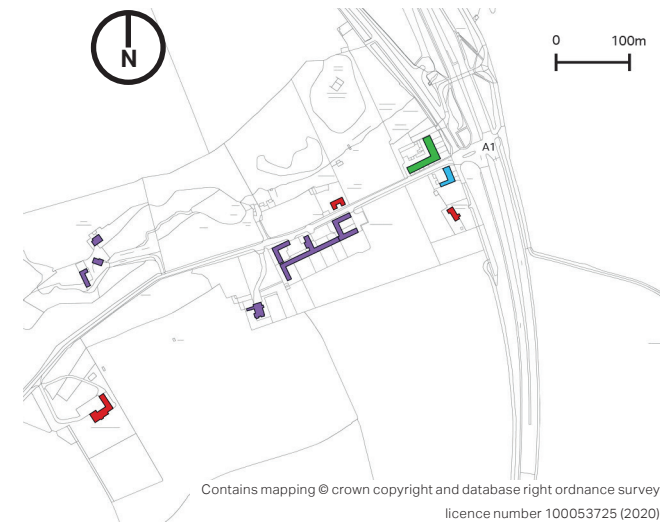 N
0 100m
A1
Contains mapping © crown copyright and database right ordnance survey
licence number 100053725 (2020)